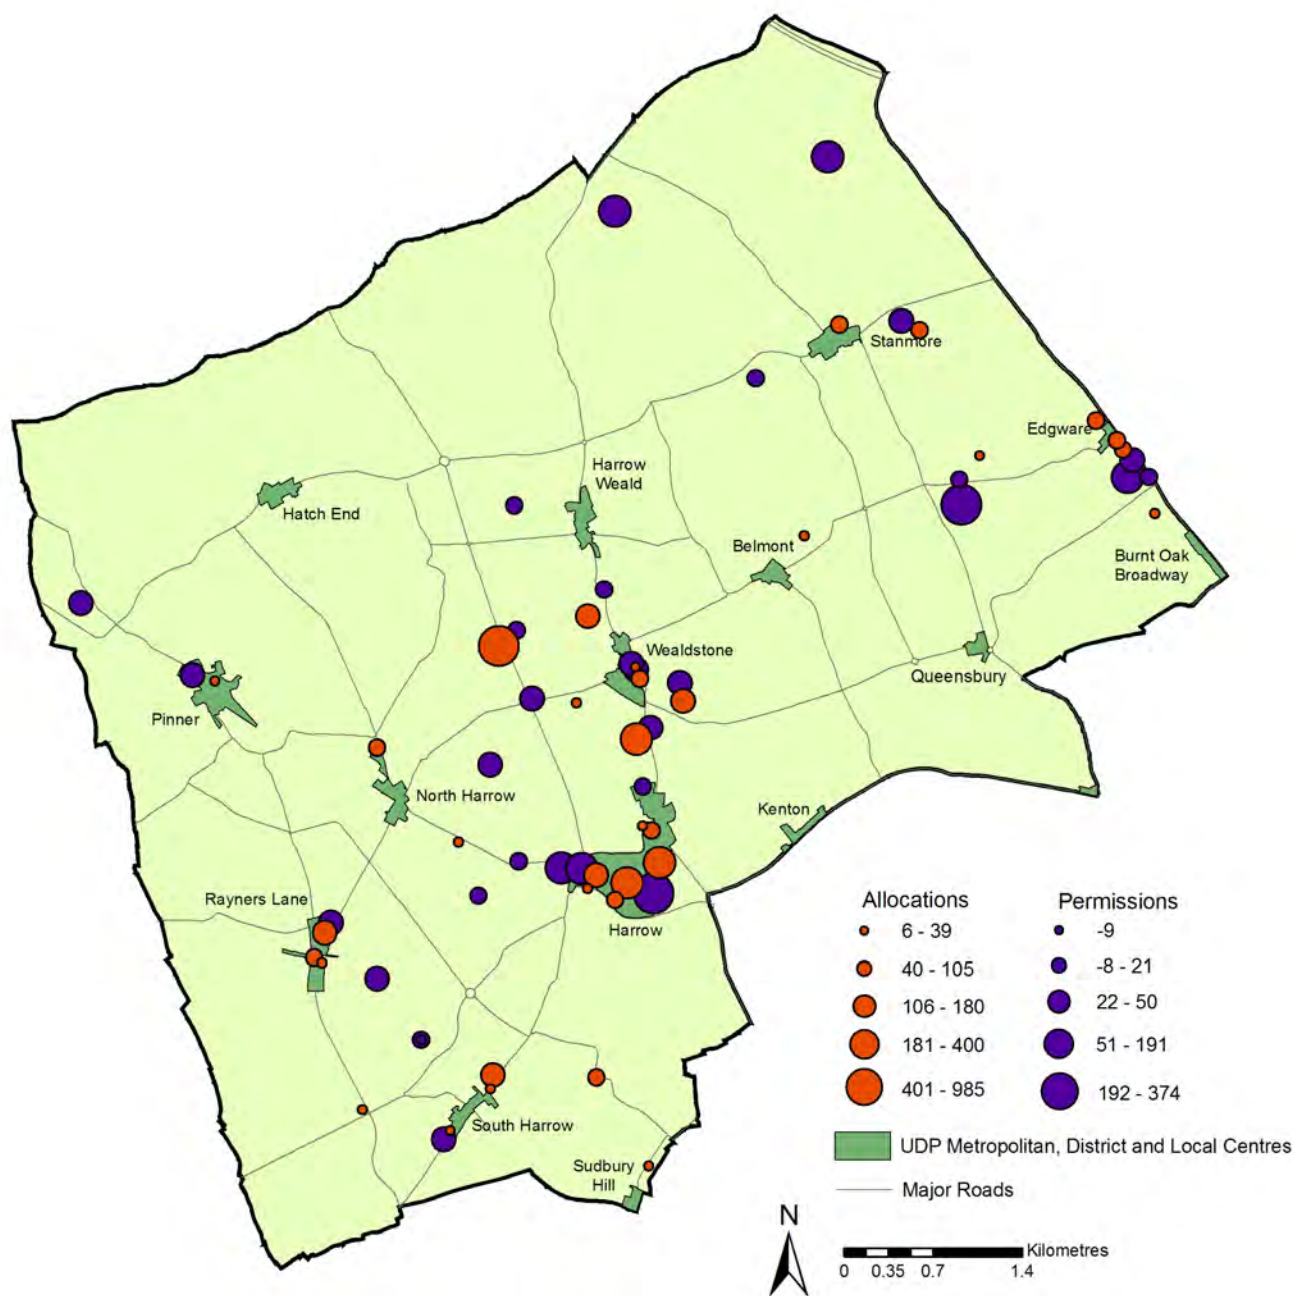 Stanmore
Edgware
Harrow
Weald
Hatch End
Belmont
Burnt Oak
Broadway
Wealdstone
Queensbury
Pinner
North Harrow
Kenton
Rayners Lane
Harrow
South Harrow
Sudbury
Hill
Allocations
6 - 39
40 - 105
106 - 180
181 - 400
401 - 985
Permissions
-9
-8 - 21
22 - 50
51 - 191
192 - 374
UDP Metropolitan, District and Local Centres
Major Roads
N
Kilometres
0 0.35 0.7 1.4